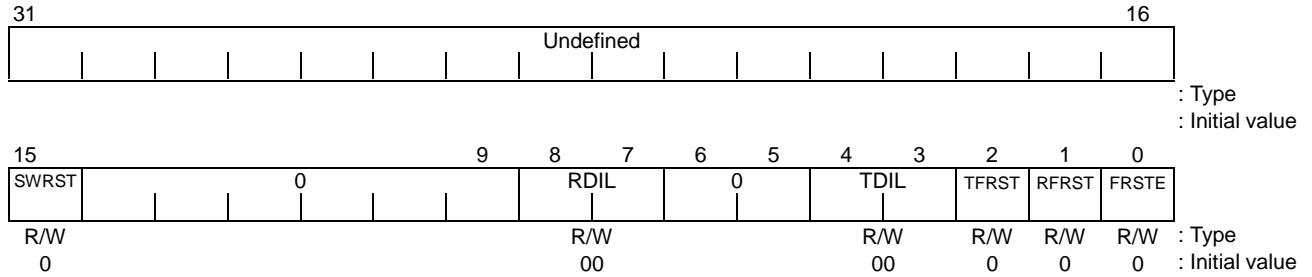 31 16
Undefined
: Type
: Initial value
15 9 8 7 6 5 4 3 2 1 0
SWRST 0 RDIL 0 TDIL TFRST RFRST FRSTE
R/W R/W R/W R/W R/W R/W : Type
0 00 00 0 0 0 : Initial value